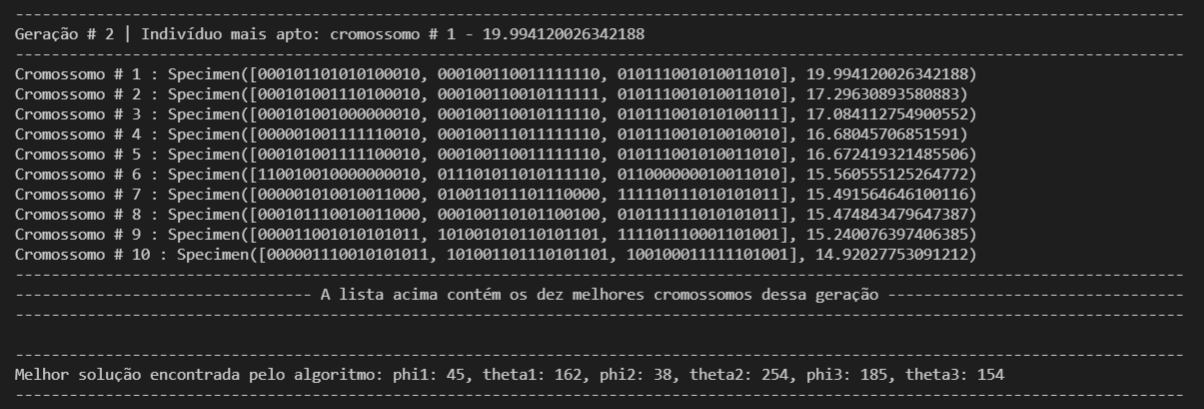 Geração # 2 | Indivíduo mais apto: cromossomo # 1 - 19.994120026342188
Cromossomo # 1 : Specimen([000101101010100010, 000100110011111110, 010111001010011010], 19.994120026342188)
Cromossomo # 2 : Specimen([000101001110100010, 000100110010111111, 010111001010011010], 17.29630893580883)
Cromossomo # 3 : Specimen([000101001000000010, 000100110010111110, 010111001010100111], 17.084112754900552)
Cromossomo # 4 : Specimen([000001001111110010, 000100111011111110, 010111001010010010], 16.68045706851591)
Cromossomo # 5 : Specimen([000101001111100010, 000100110011111110, 010111001010011010], 16.672419321485506)
Cromossomo # 6 : Specimen([110010010000000010, 011101011010111110, 011000000010011010], 15.560555125264772)
Cromossomo # 7 : Specimen([000001010010011000, 010011011101110000, 111110111010101011], 15.491564646100116)
Cromossomo # 8 : Specimen([000101110010011000, 000100110101100100, 010111111010101011], 15.474843479647387)
Cromossomo # 9 : Specimen([000011001010101011, 101001010110101101, 111101110001101001], 15.240076397406385)
Cromossomo # 10 : Specimen([000001110010101011, 101001101110101101, 100100011111101001], 14.92027753091212)
--------------------------------- A lista acima contém os dez melhores cromossomos dessa geração ---------------------------------
Melhor solução encontrada pelo algoritmo: phi1: 45, theta1: 162, phi2: 38, theta2: 254, phi3: 185, theta3: 154